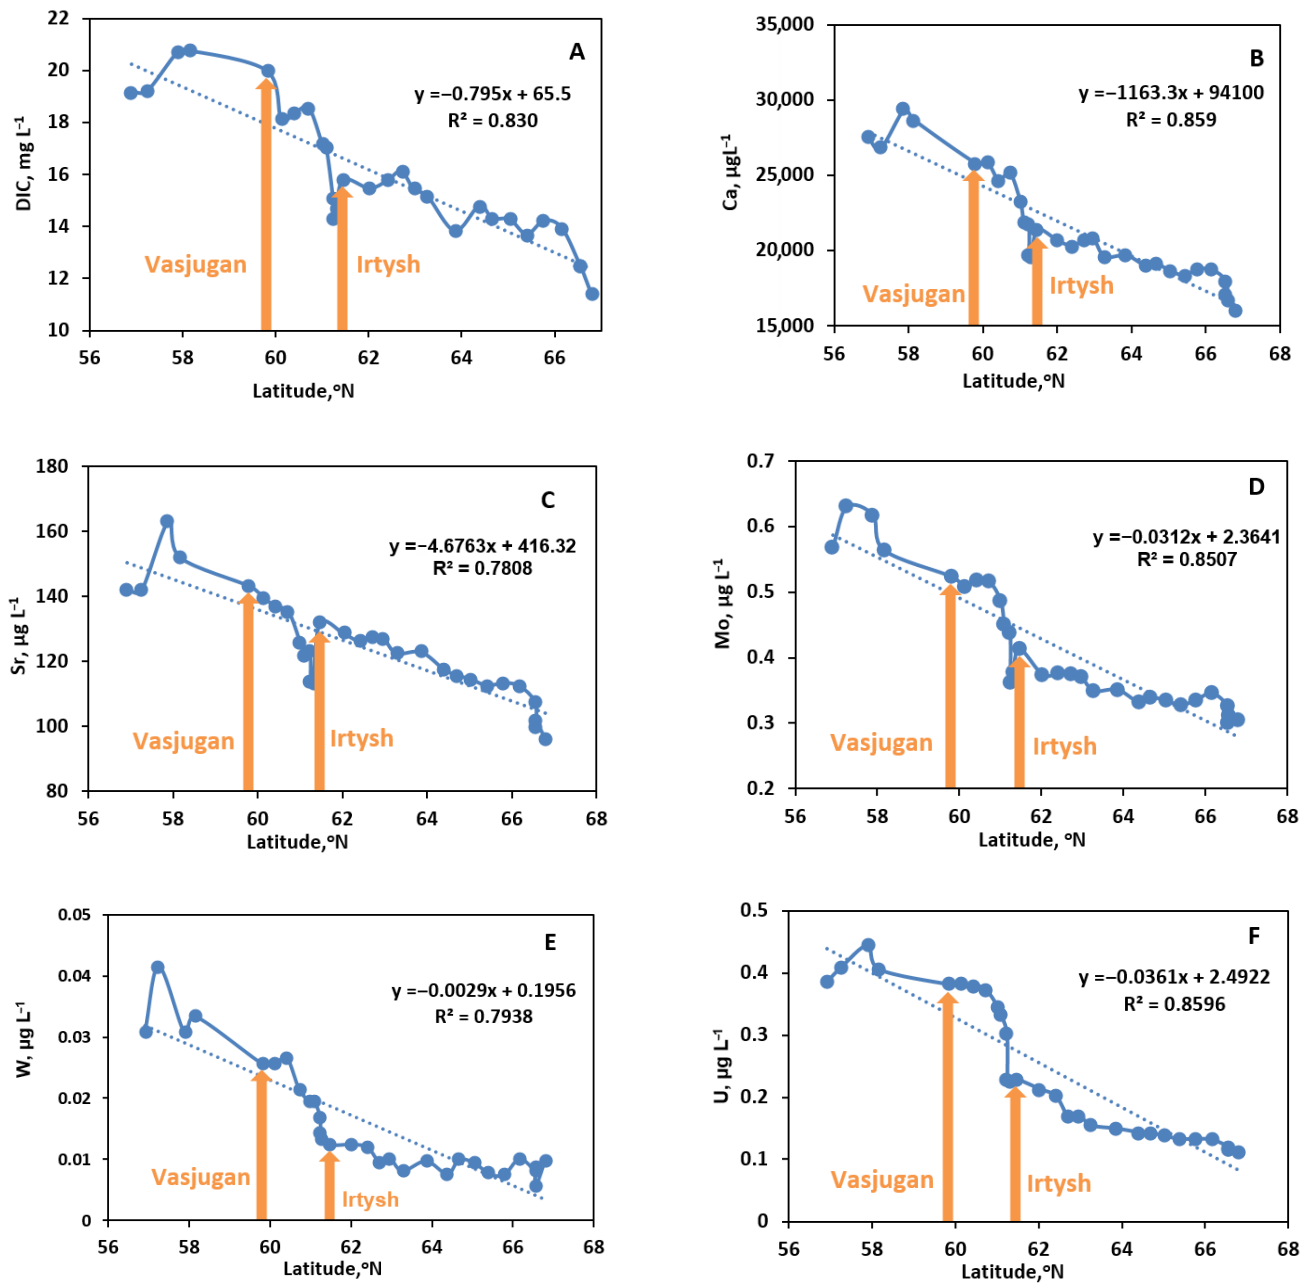 A
y =−0.795x + 65.5
R² = 0.830
DIC, mg L⁻¹
22
20
18
16
14
12
10
Vasjugan
Irtysh
56 58 60 62 64 66
Latitude,ºN
B
y =−1163.3x + 94100
R² = 0.859
Ca, µgL⁻¹
35,000
30,000
25,000
20,000
15,000
Vasjugan
Irtysh
56 58 60 62 64 66 68
Latitude,ºN
C
y =−4.6763x + 416.32
R² = 0.7808
Sr, µg L⁻¹
180
160
140
120
100
80
Vasjugan
Irtysh
56 58 60 62 64 66 68
Latitude,ºN
D
y =−0.0312x + 2.3641
R² = 0.8507
Mo, µg L⁻¹
0.7
0.6
0.5
0.4
0.3
0.2
Vasjugan
Irtysh
56 58 60 62 64 66 68
Latitude, ºN
E
y =−0.0029x + 0.1956
R² = 0.7938
W, µg L⁻¹
0.05
0.04
0.03
0.02
0.01
0
Vasjugan
Irtysh
56 58 60 62 64 66 68
Latitude,ºN
F
y =−0.0361x + 2.4922
R² = 0.8596
U, µg L⁻¹
0.5
0.4
0.3
0.2
0.1
0
Vasjugan
Irtysh
56 58 60 62 64 66 68
Latitude,ºN